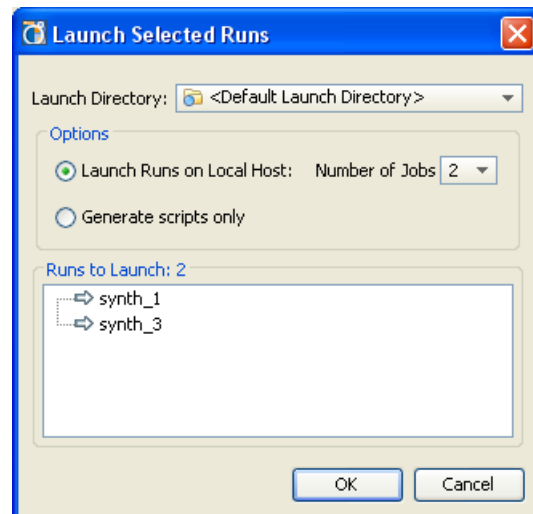 Launch Selected Runs
Launch Directory: <Default Launch Directory>
Options
Launch Runs on Local Host: Number of Jobs 2
Generate scripts only
Runs to Launch: 2
synth_1
synth_3
OK Cancel